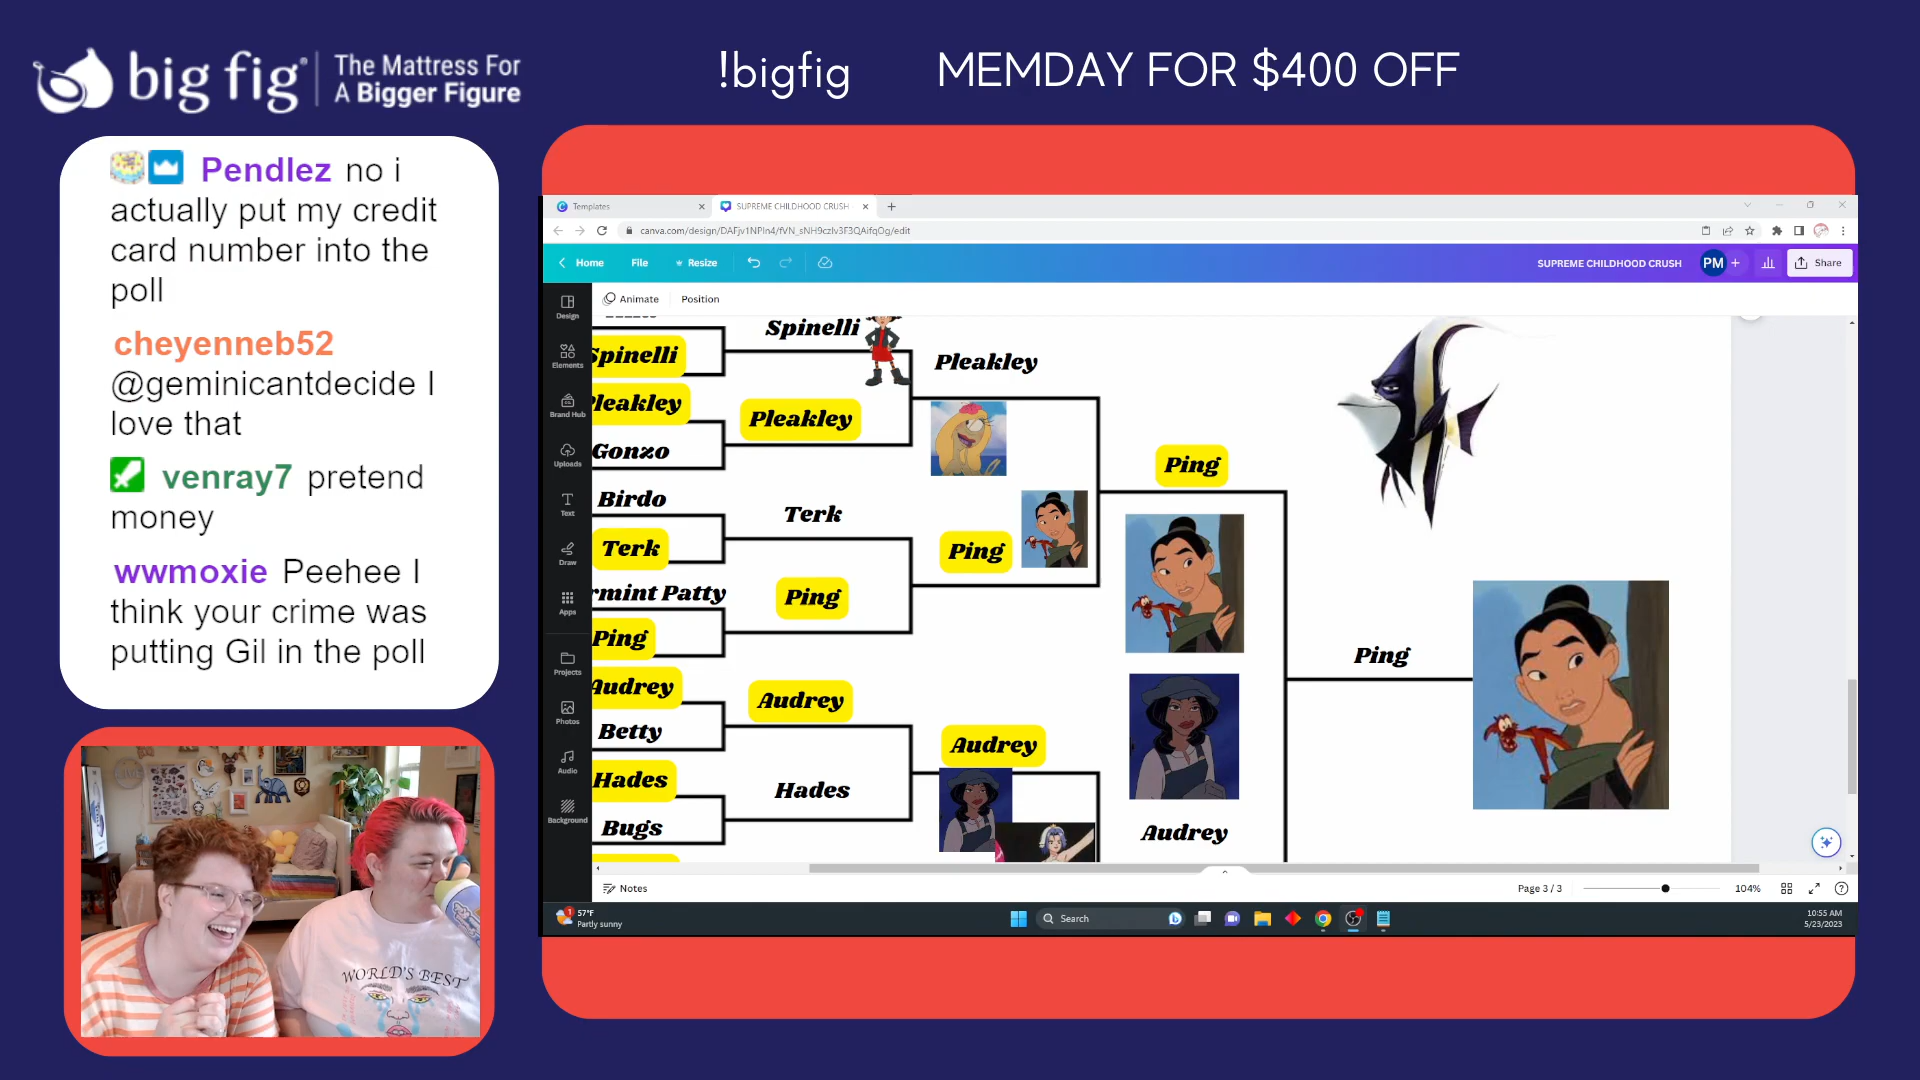 big fig
The Mattress For
A Bigger Figure
!bigfig
MEMDAY FOR $400 OFF
Pendlez no i
actually put my credit
card number into the
poll
cheyenneb52
@geminicantdecide I
love that
venray7 pretend
money
wwmoxie Peehee I
think your crime was
putting Gil in the poll
WORLD'S BEST
Templates
SUPREME CHILDHOOD CRUSH
canva.com/design/DAFjv1NPIn4/fVN_sNH9czIv3F3QAifqOg/edit
Home
File
Resize
SUPREME CHILDHOOD CRUSH
PM
Share
Animate
Position
Design
Elements
Brand Hub
Uploads
Text
Draw
Apps
Projects
Photos
Audio
Background
Spinelli
Pleakley
Gonzo
Birdo
Terk
rmint Patty
Ping
Audrey
Betty
Hades
Bugs
Spinelli
Pleakley
Terk
Ping
Audrey
Hades
Pleakley
Ping
Audrey
Ping
Audrey
Ping
Notes
Page 3 / 3
104%
1
57°F
Partly sunny
Search
10:55 AM
5/23/2023